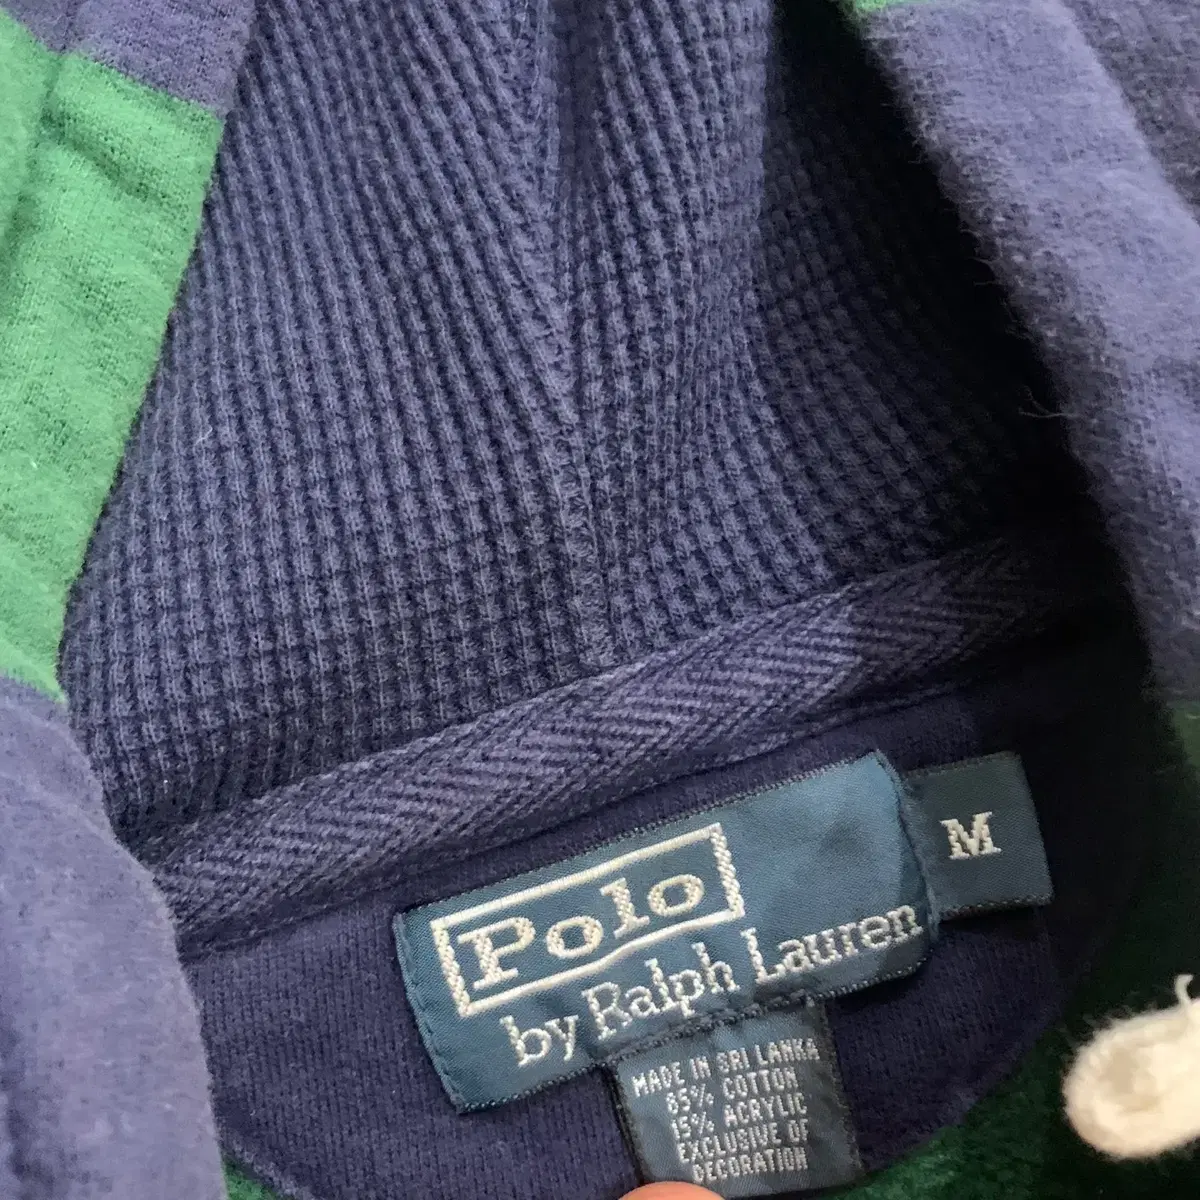 Polo
by Ralph Lauren
M
MADE IN SRI LANKA
85% COTTON
15% ACRYLIC
EXCLUSIVE OF
DECORATION